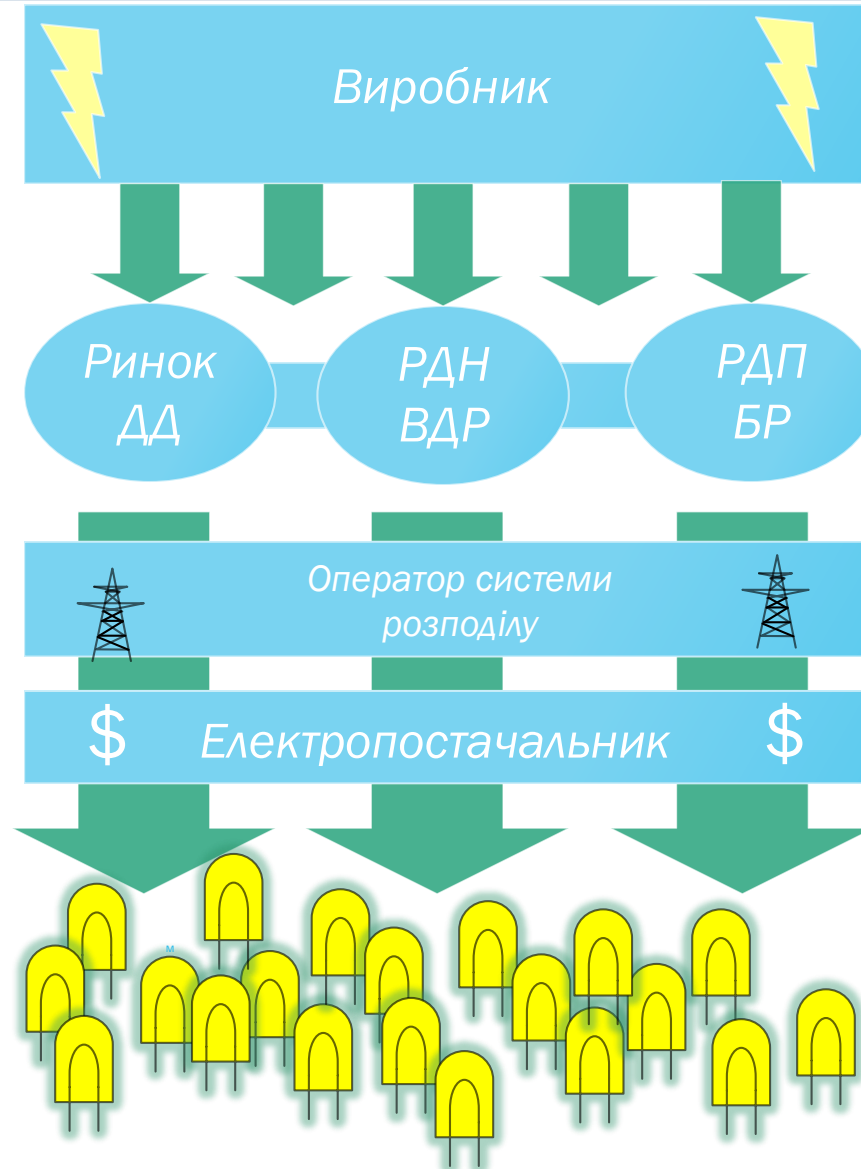 Виробник
Ринок
ДД
РДН
ВДР
РДП
БР
Оператор системи
розподілу
$ Електропостачальник $
м